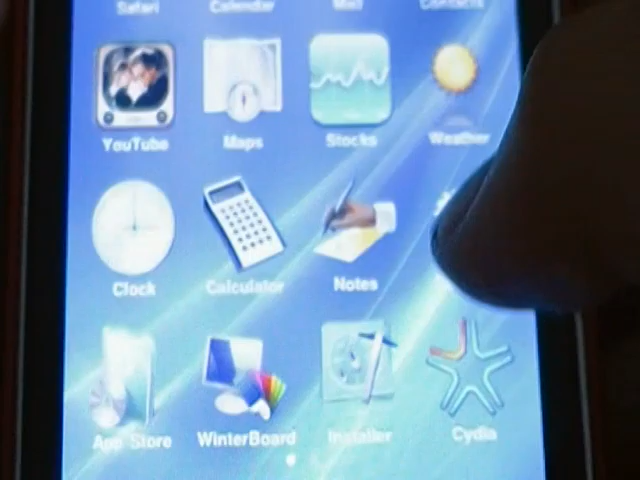 Safari Calendar Mail Contacts
YouTube Maps Stocks Weather
Clock Calculator Notes
App Store WinterBoard Installer Cydia